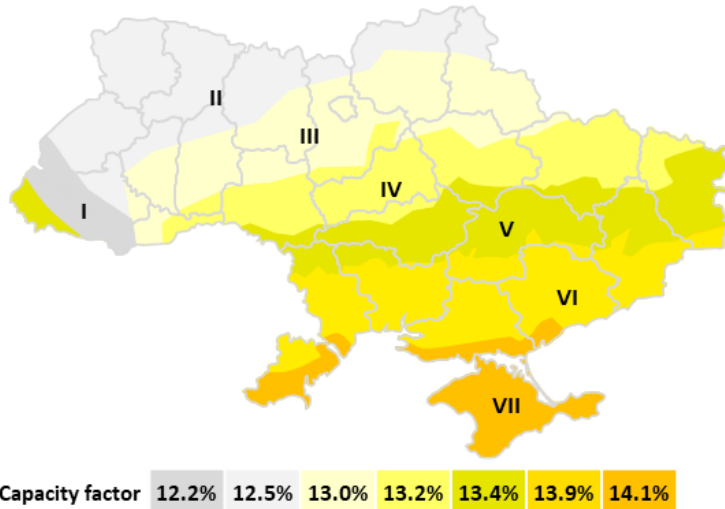 II
III
IV
I
V
VI
VII
Capacity factor 12.2% 12.5% 13.0% 13.2% 13.4% 13.9% 14.1%